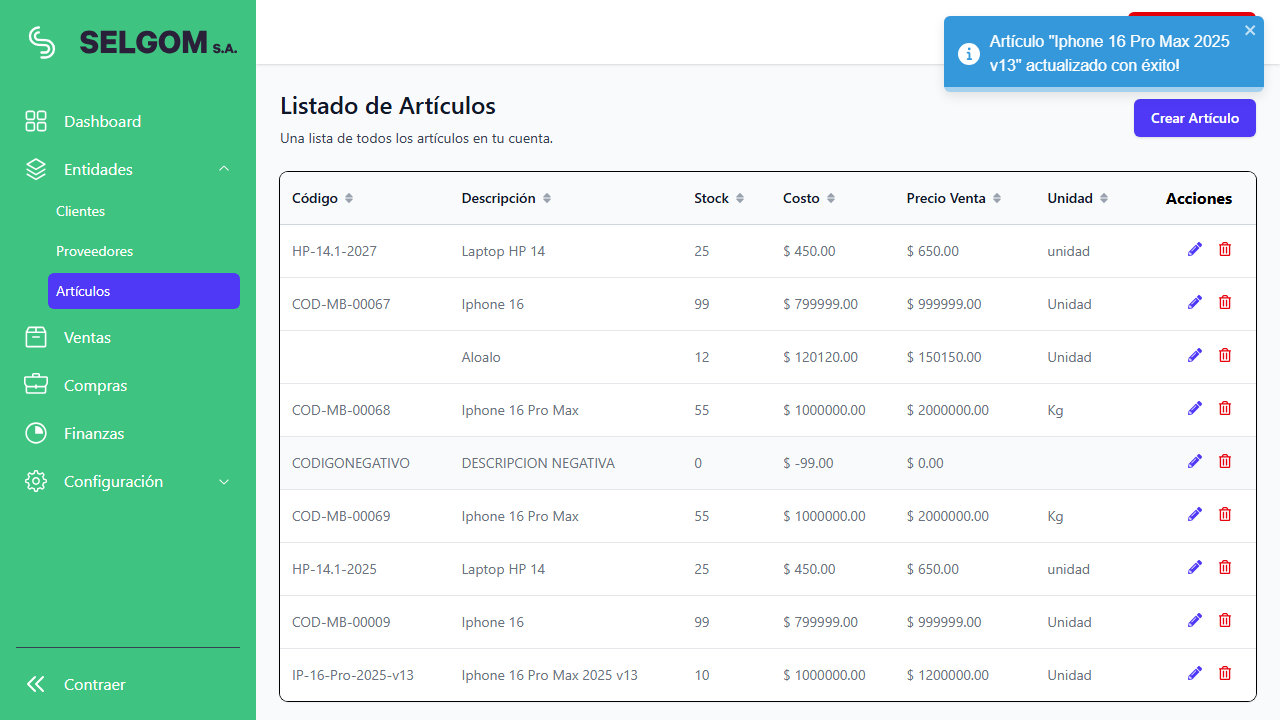 SELGOM S.A.
Artículo "Iphone 16 Pro Max 2025
v13" actualizado con éxito!
Dashboard
Entidades
Clientes
Proveedores
Artículos
Ventas
Compras
Finanzas
Configuración
Contraer
Listado de Artículos
Una lista de todos los artículos en tu cuenta.
Crear Artículo
Código Descripción Stock Costo Precio Venta Unidad Acciones
HP-14.1-2027 Laptop HP 14 25 $ 450.00 $ 650.00 unidad
COD-MB-00067 Iphone 16 99 $ 799999.00 $ 999999.00 Unidad
Aloalo 12 $ 120120.00 $ 150150.00 Unidad
COD-MB-00068 Iphone 16 Pro Max 55 $ 1000000.00 $ 2000000.00 Kg
CODIGONEGATIVO DESCRIPCION NEGATIVA 0 $ -99.00 $ 0.00
COD-MB-00069 Iphone 16 Pro Max 55 $ 1000000.00 $ 2000000.00 Kg
HP-14.1-2025 Laptop HP 14 25 $ 450.00 $ 650.00 unidad
COD-MB-00009 Iphone 16 99 $ 799999.00 $ 999999.00 Unidad
IP-16-Pro-2025-v13 Iphone 16 Pro Max 2025 v13 10 $ 1000000.00 $ 1200000.00 Unidad